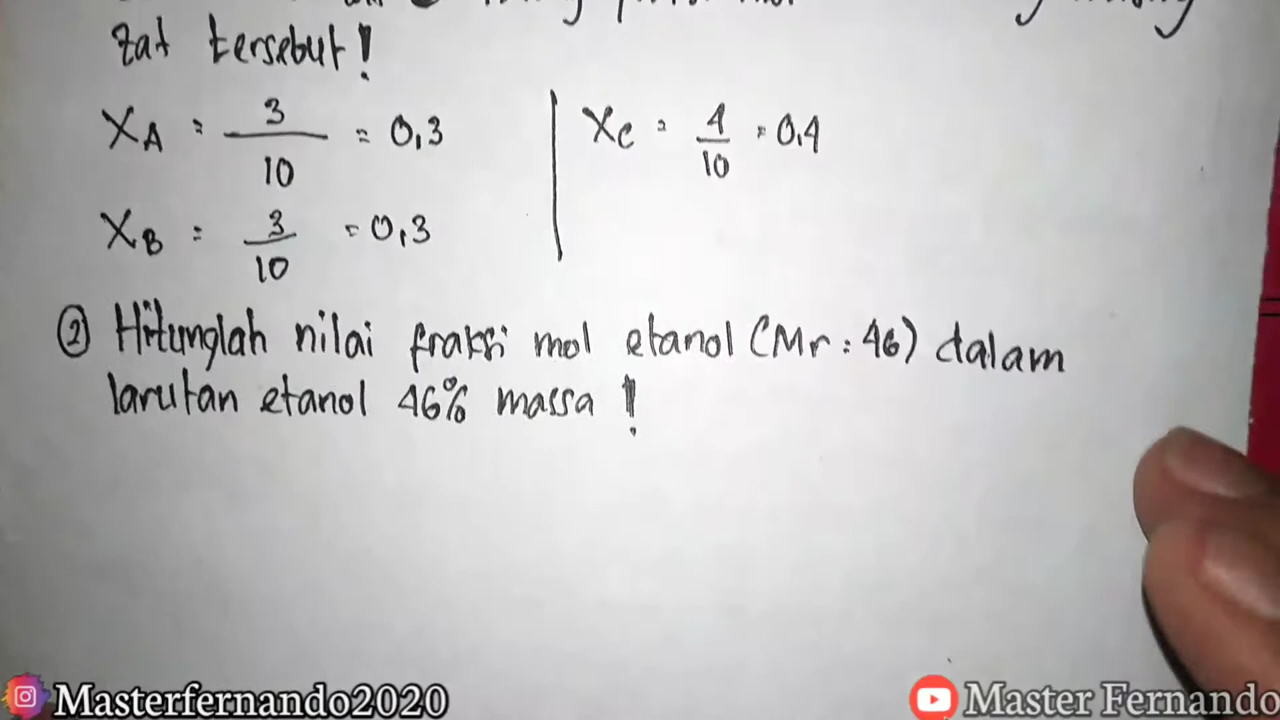 zat tersebut!
XA = 3/10 = 0,3
XB = 3/10 = 0,3
XC = 4/10 = 0,4
② Hitunglah nilai fraksi mol etanol (Mr = 46) dalam
larutan etanol 46% massa !
Masterfernando2020
Master Fernando